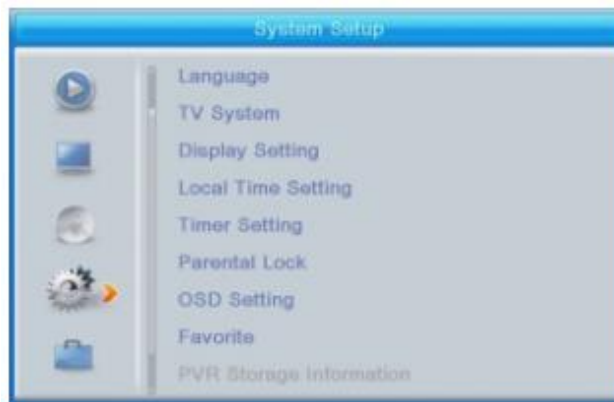 System Setup
Language
TV System
Display Setting
Local Time Setting
Timer Setting
Parental Lock
OSD Setting
Favorite
PVR Storage Information